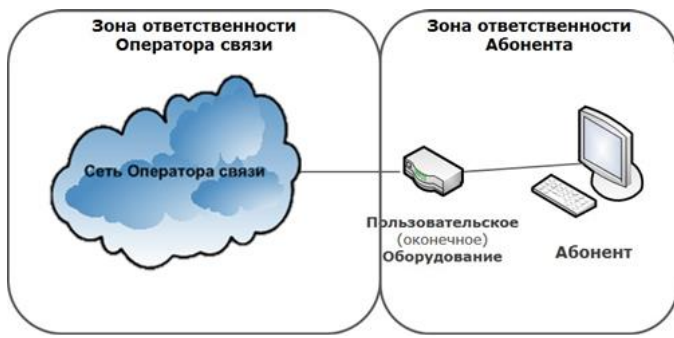 Зона ответственности
Оператора связи
Зона ответственности
Абонента
Сеть Оператора связи
Пользовательское
(оконечное)
Оборудование
Абонент